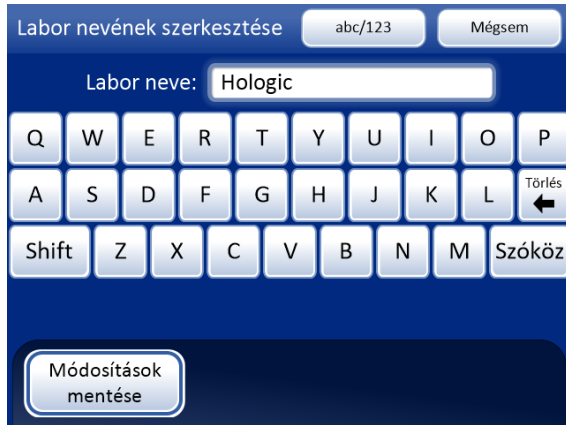 Labor nevének szerkesztése abc/123 Mégsem
Labor neve: Hologic
Q W E R T Y U I O P
A S D F G H J K L Törlés
Shift Z X C V B N M Szóköz
Módosítások
mentése